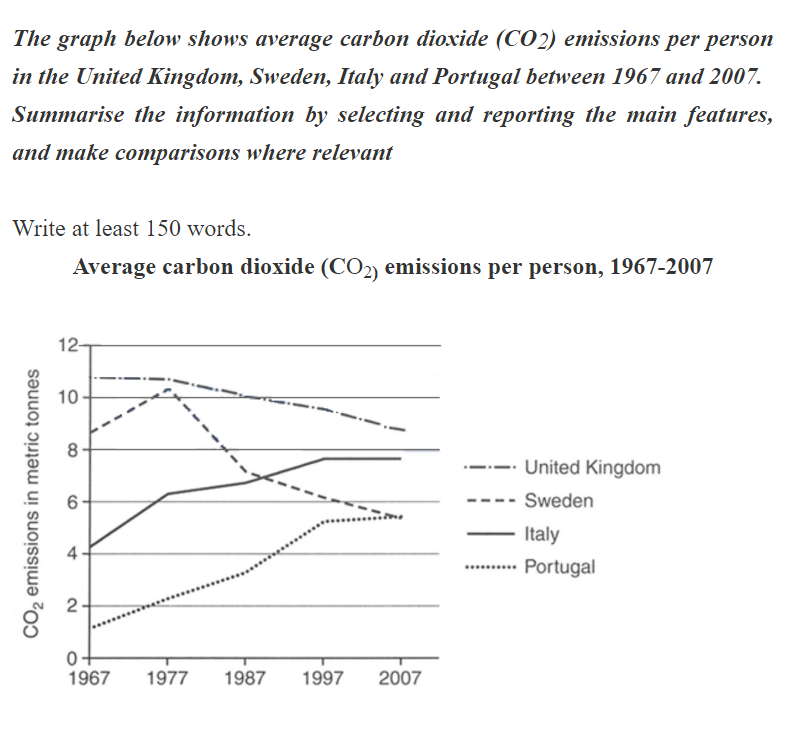 The graph below shows average carbon dioxide (CO2) emissions per person
in the United Kingdom, Sweden, Italy and Portugal between 1967 and 2007.
Summarise the information by selecting and reporting the main features,
and make comparisons where relevant
Write at least 150 words.
Average carbon dioxide (CO2) emissions per person, 1967-2007
CO2 emissions in metric tonnes
12
10
8
6
4
2
0
1967 1977 1987 1997 2007
United Kingdom
Sweden
Italy
Portugal